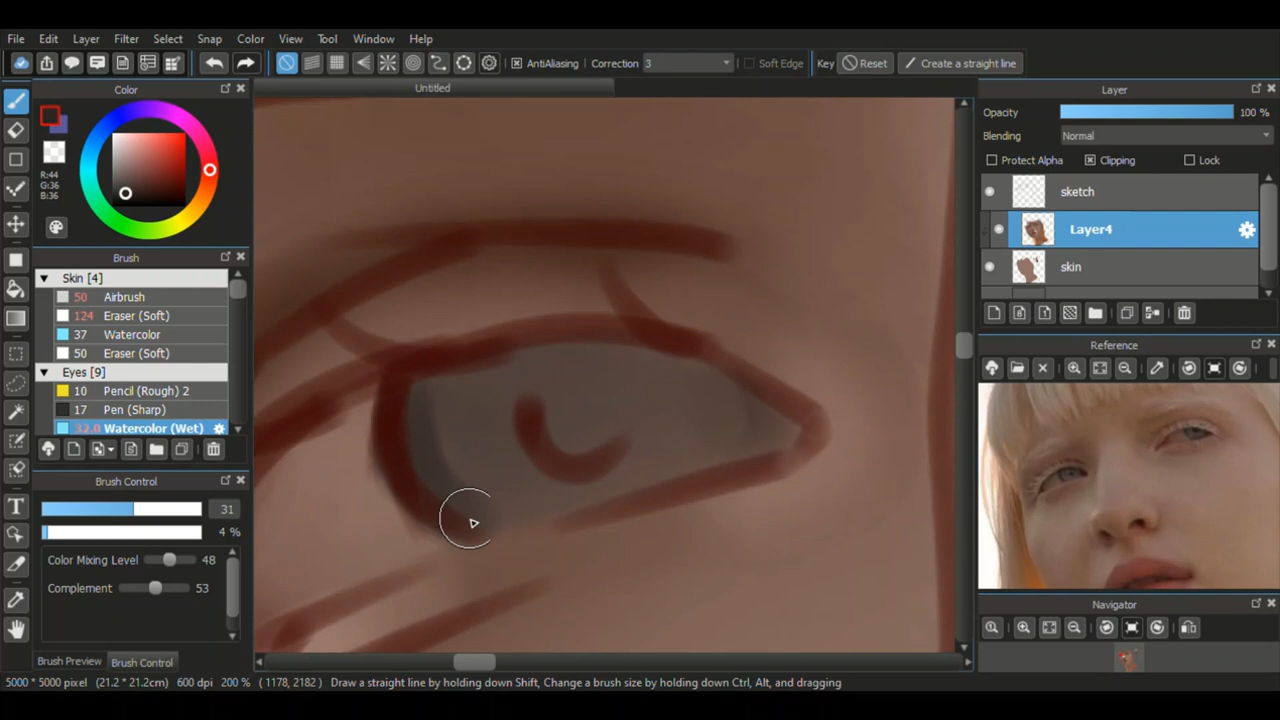 File Edit Layer Filter Select Snap Color View Tool Window Help
AntiAliasing Correction 3 Soft Edge Key Reset Create a straight line
Color
Untitled
Layer
Opacity 100 %
Blending Normal
Protect Alpha Clipping Lock
R:44
G:36
B:36
sketch
Layer4
skin
Brush
Skin [4]
50 Airbrush
124 Eraser (Soft)
37 Watercolor
50 Eraser (Soft)
Eyes [9]
10 Pencil (Rough) 2
17 Pen (Sharp)
32.0 Watercolor (Wet)
Reference
Brush Control
31
4 %
Color Mixing Level 48
Complement 53
Navigator
Brush Preview Brush Control
5000 * 5000 pixel (21.2 * 21.2cm) 600 dpi 200 % ( 1178, 2182 ) Draw a straight line by holding down Shift, Change a brush size by holding down Ctrl, Alt, and dragging